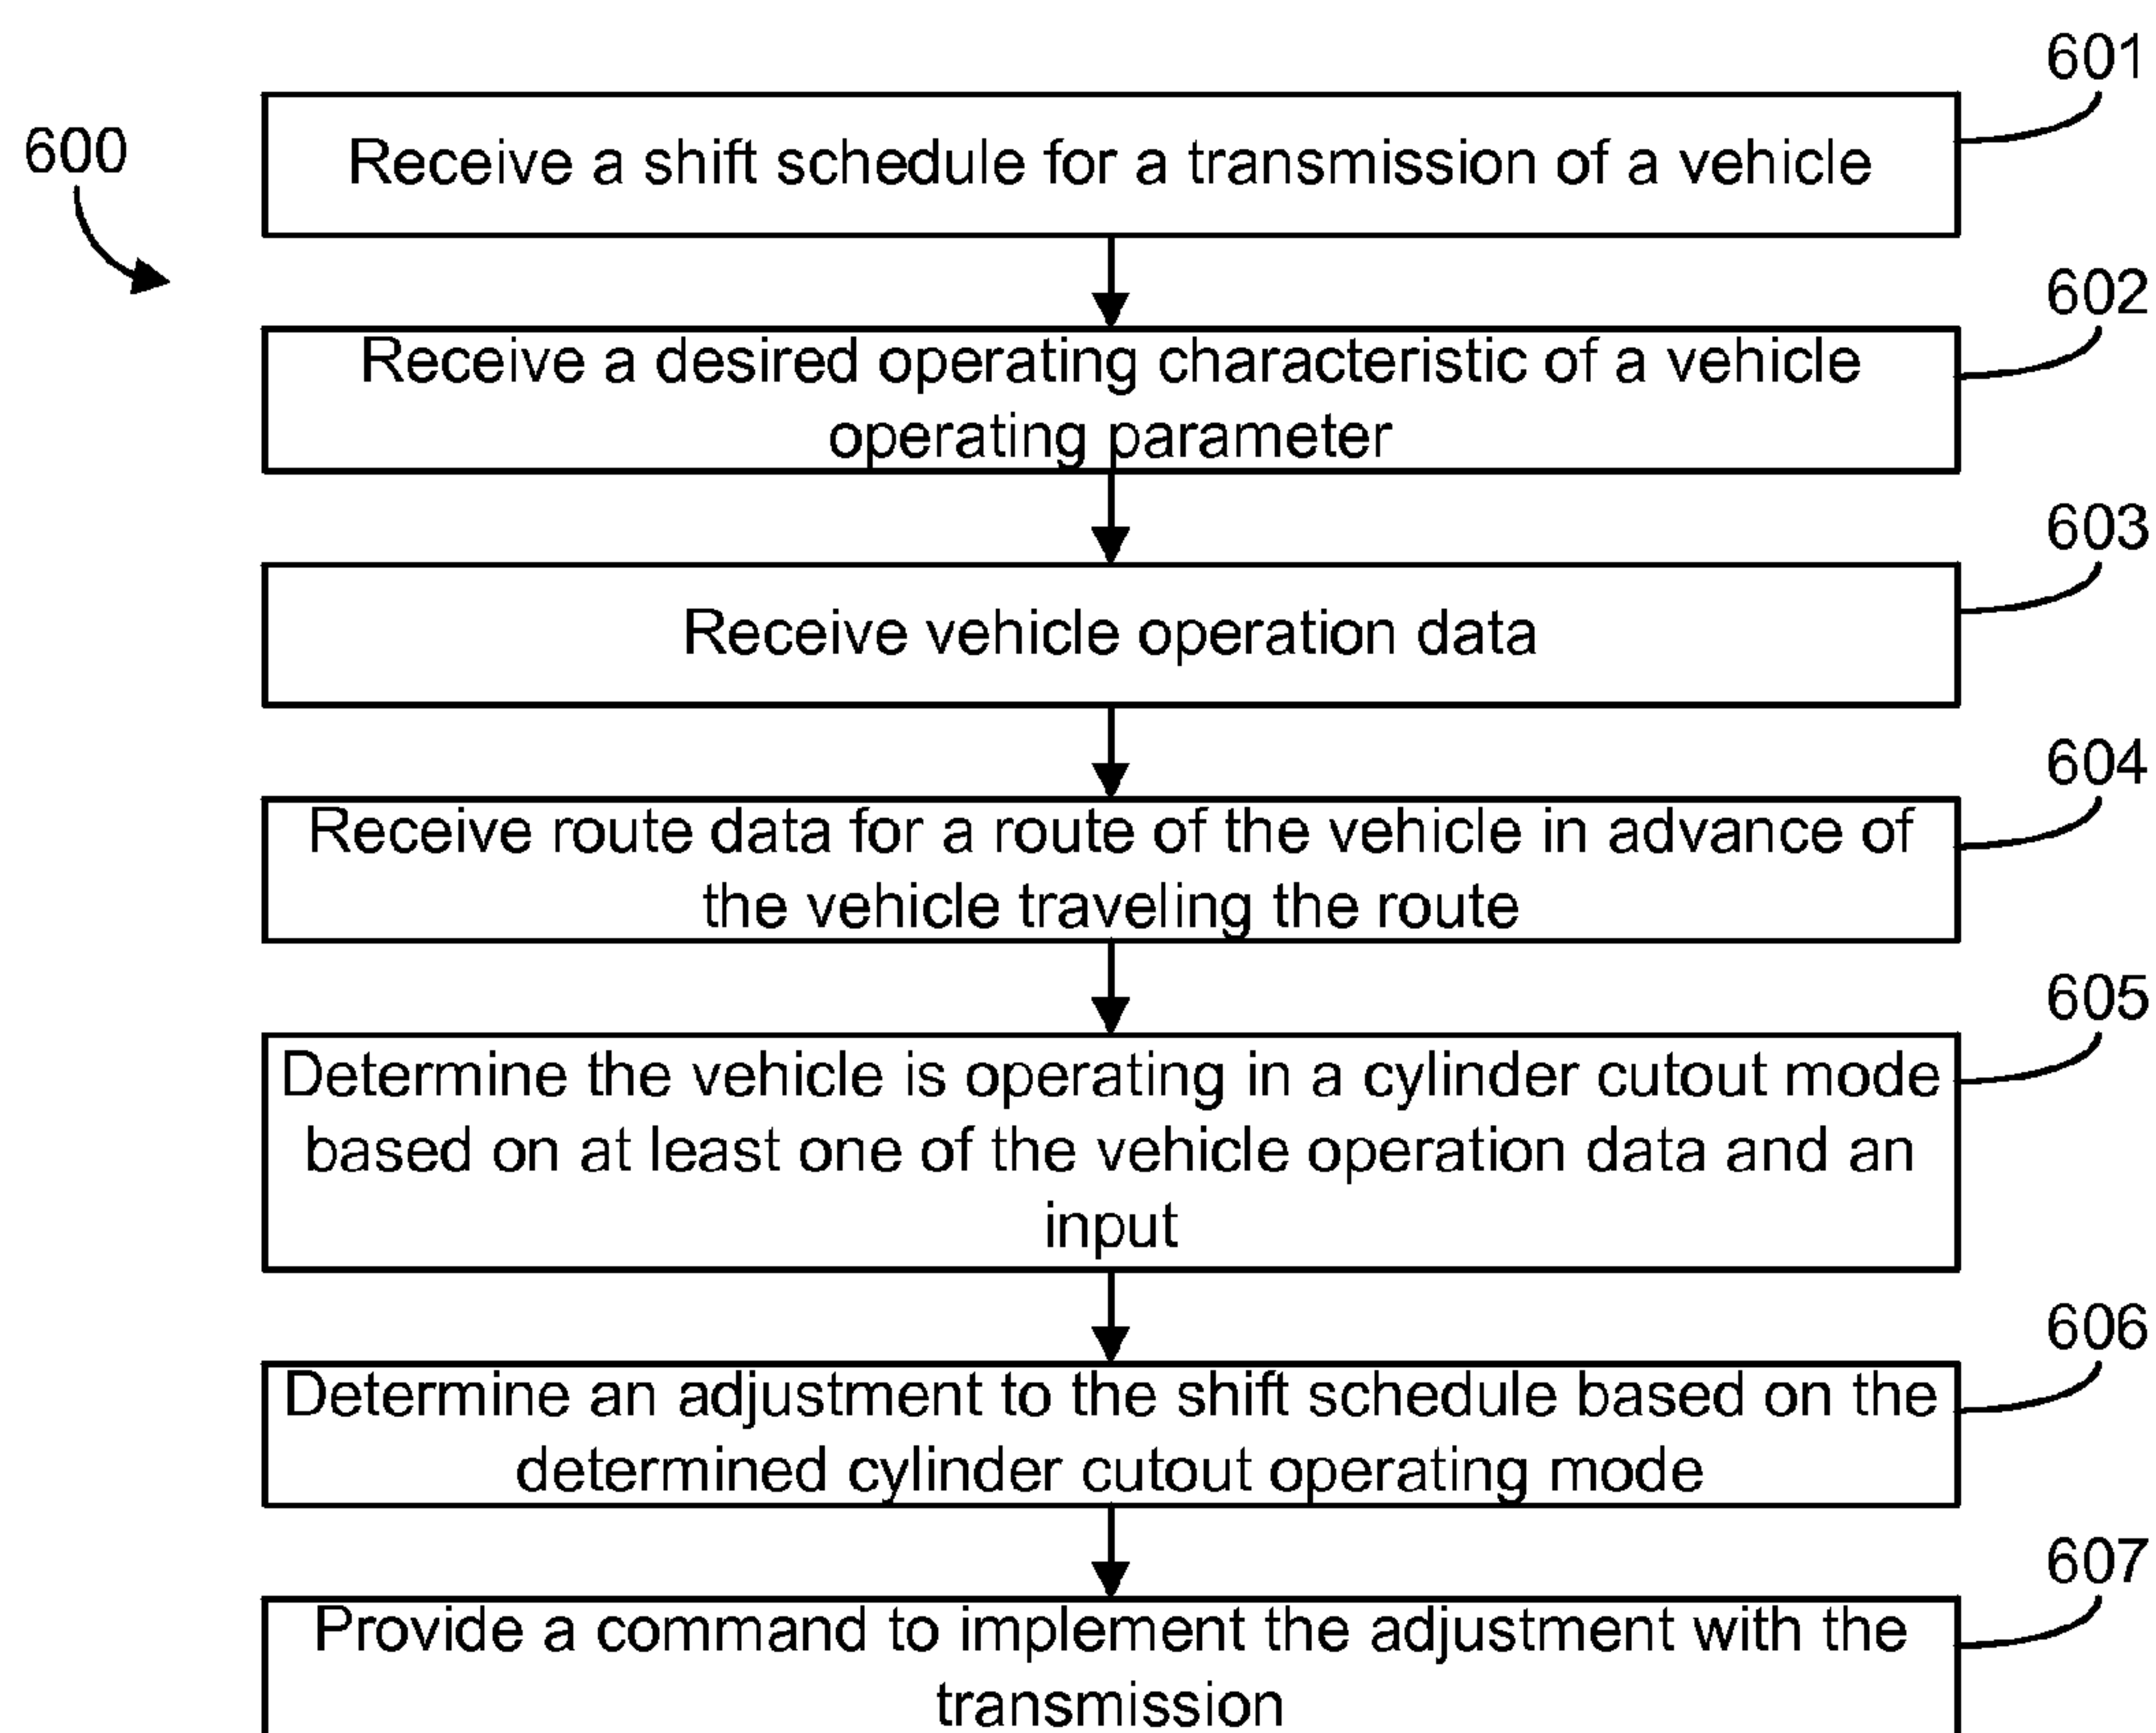 601
600
Receive a shift schedule for a transmission of a vehicle
602
Receive a desired operating characteristic of a vehicle
operating parameter
603
Receive vehicle operation data
604
Receive route data for a route of the vehicle in advance of
the vehicle traveling the route
605
Determine the vehicle is operating in a cylinder cutout mode
based on at least one of the vehicle operation data and an
input
606
Determine an adjustment to the shift schedule based on the
determined cylinder cutout operating mode
607
Provide a command to implement the adjustment with the
transmission